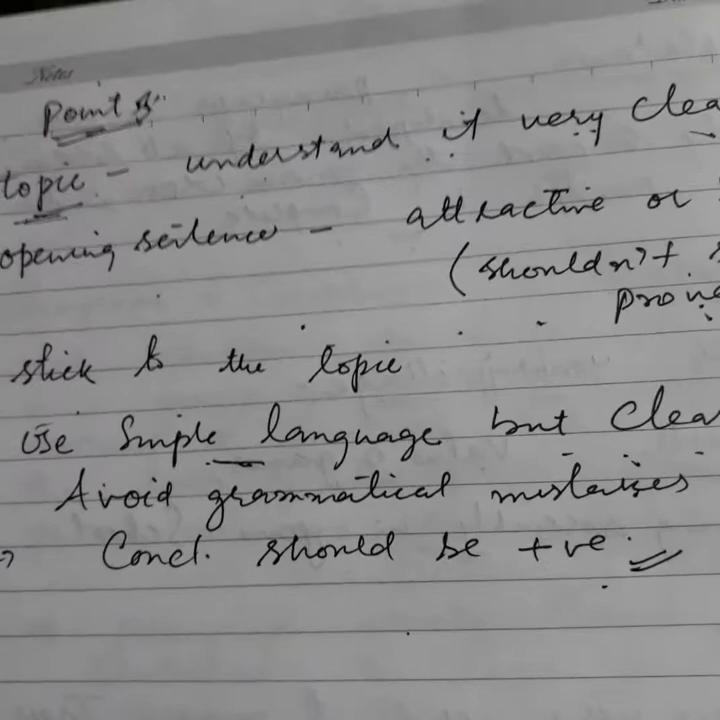 Notes
Points:
topic - understand it very clea
opening sentence - attractive or
(shouldn't
prov
stick to the topic
Use Simple language but Clea
Avoid grammatical mistakes
→ Concl. should be +ve.